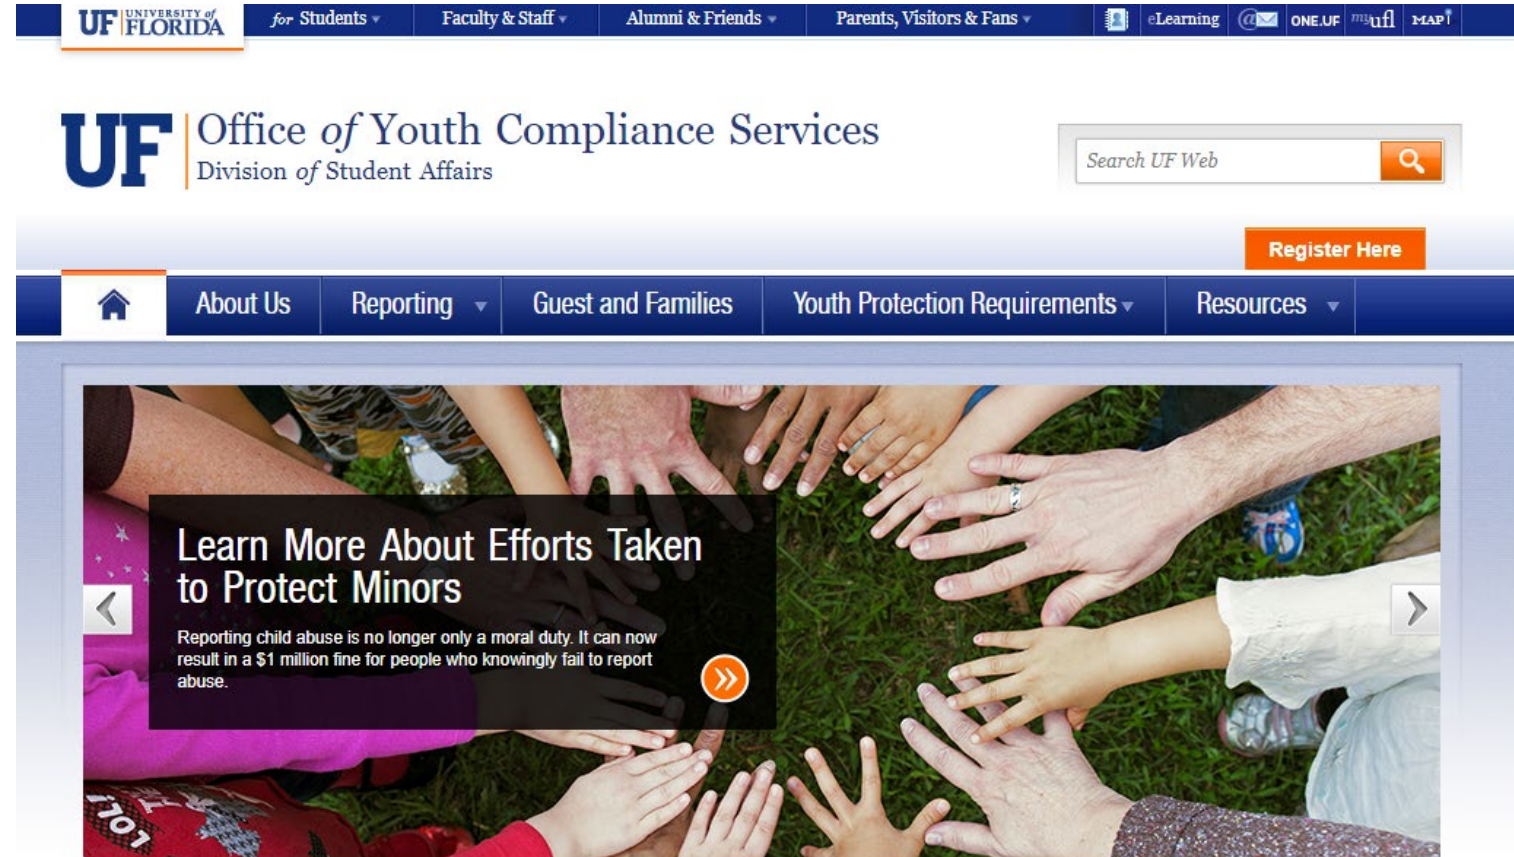 UF UNIVERSITY of FLORIDA
for Students
Faculty & Staff
Alumni & Friends
Parents, Visitors & Fans
eLearning
@
ONE.UF
myufl
MAP
UF
Office of Youth Compliance Services
Division of Student Affairs
Search UF Web
Register Here
About Us
Reporting
Guest and Families
Youth Protection Requirements
Resources
Learn More About Efforts Taken
to Protect Minors
Reporting child abuse is no longer only a moral duty. It can now
result in a $1 million fine for people who knowingly fail to report
abuse.